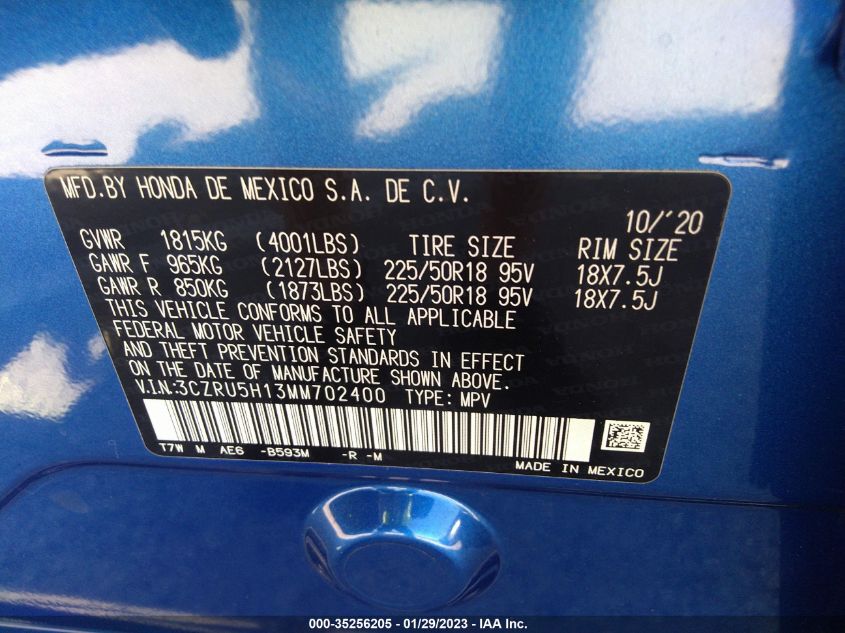 MFD.BY HONDA DE MEXICO S.A. DE C.V.
10/'20
GVWR 1815KG (4001LBS) TIRE SIZE RIM SIZE
GAWR F 965KG (2127LBS) 225/50R18 95V 18X7.5J
GAWR R 850KG (1873LBS) 225/50R18 95V 18X7.5J
THIS VEHICLE CONFORMS TO ALL APPLICABLE
FEDERAL MOTOR VEHICLE SAFETY
AND THEFT PREVENTION STANDARDS IN EFFECT
ON THE DATE OF MANUFACTURE SHOWN ABOVE.
V.I.N:3CZRU5H13MM702400 TYPE: MPV
T7W M AE6 -B593M -R -M
MADE IN MEXICO
000-35256205 - 01/29/2023 - IAA Inc.